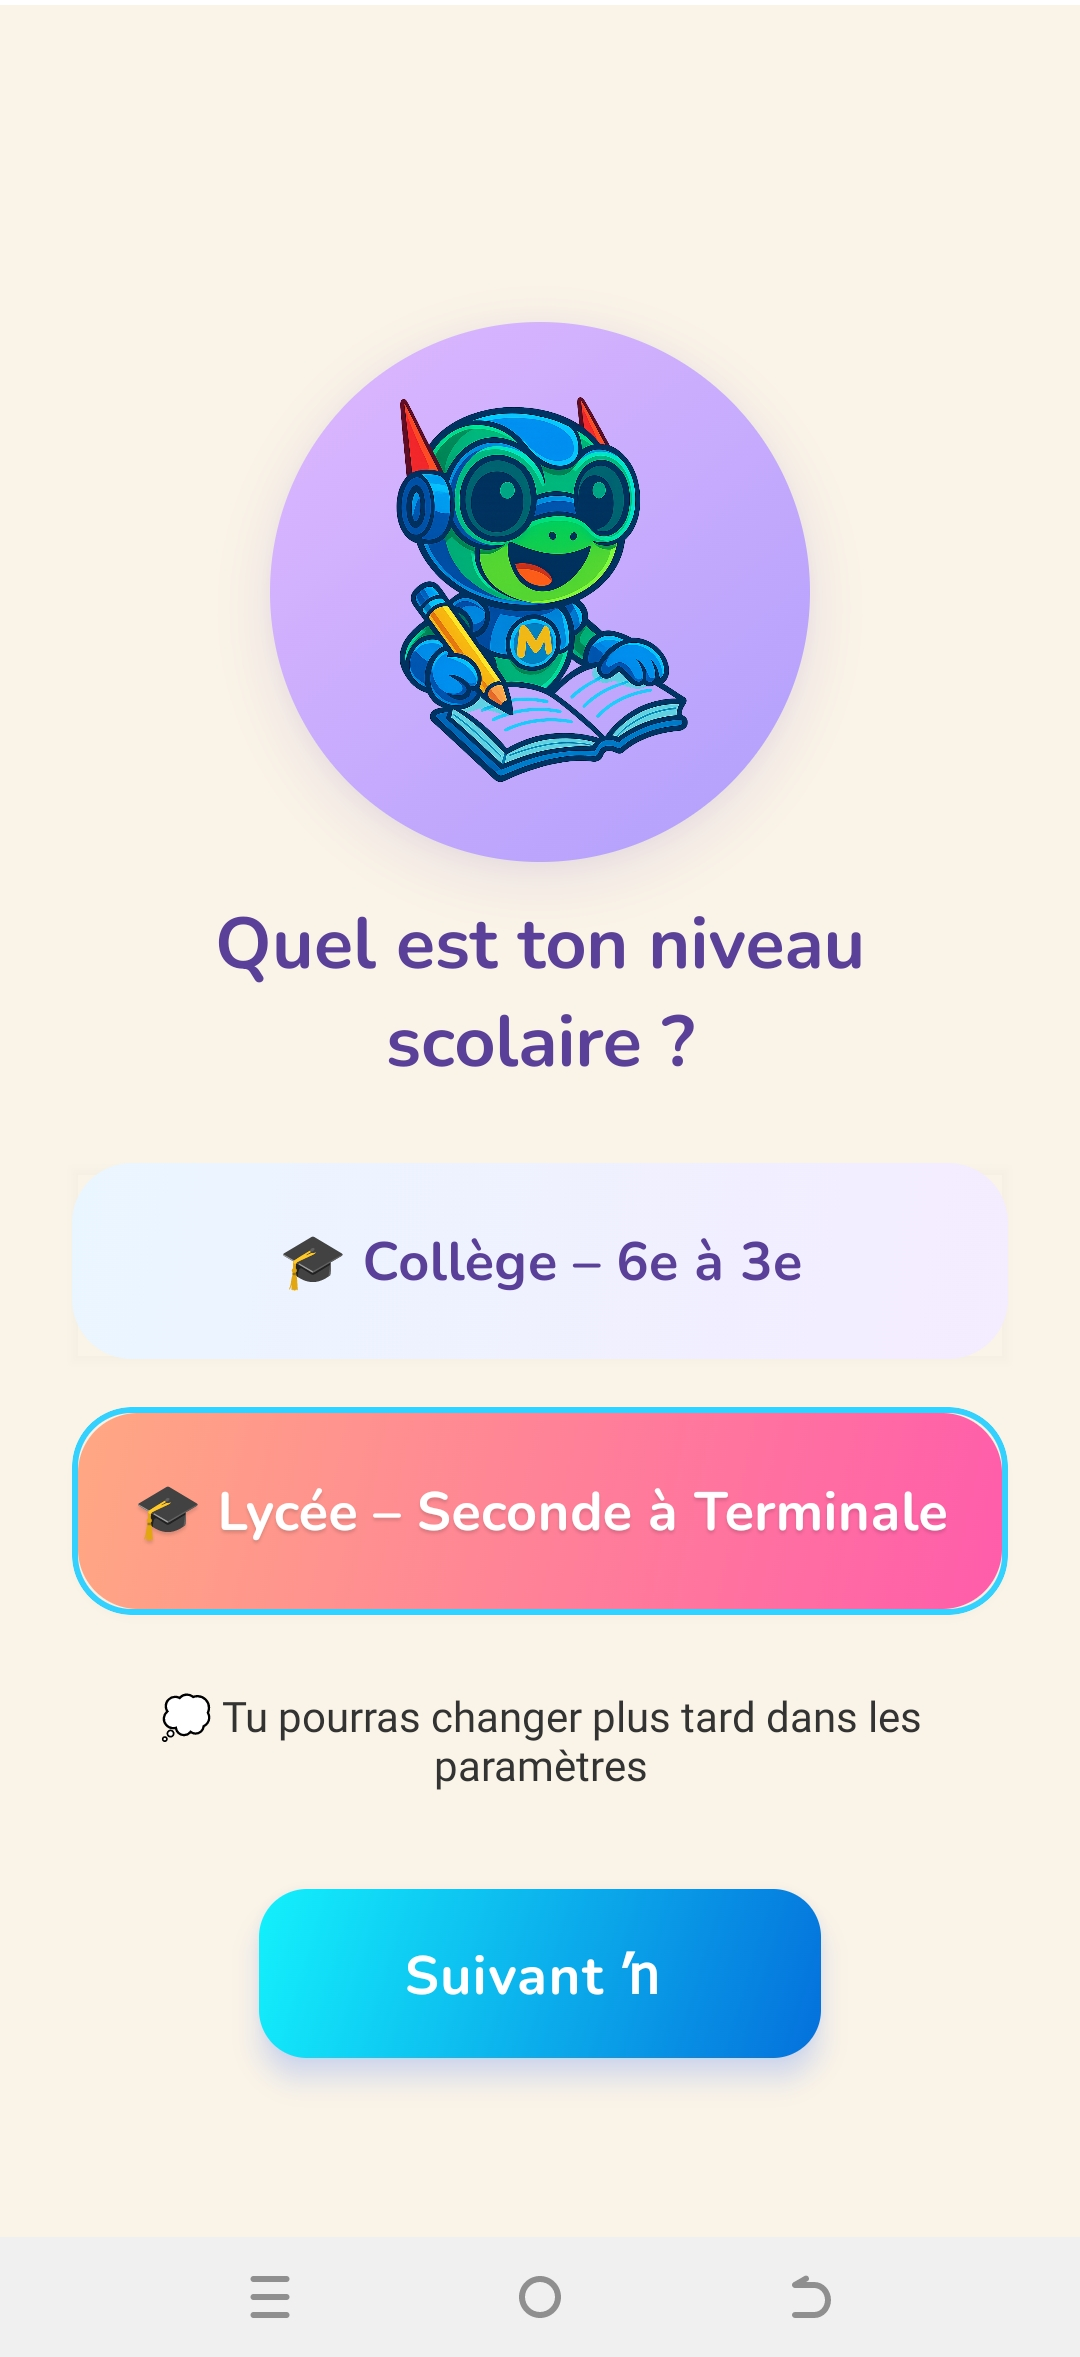 M
Quel est ton niveau
scolaire ?
🎓 Collège – 6e à 3e
🎓 Lycée – Seconde à Terminale
💭 Tu pourras changer plus tard dans les
paramètres
Suivant ŉ